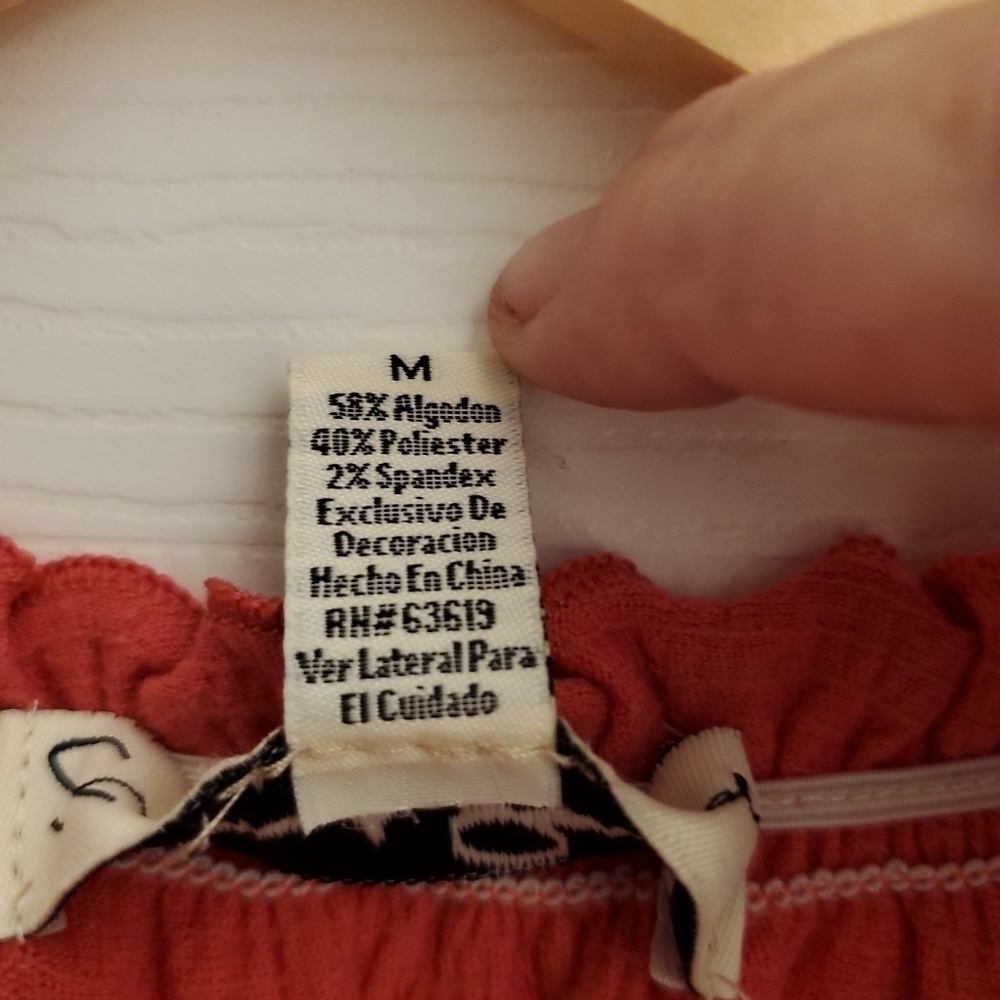 M
58% Algodon
40% Poliester
2% Spandex
Exclusivo De
Decoracion
Hecho En China
RN# 63619
Ver Lateral Para
El Cuidado